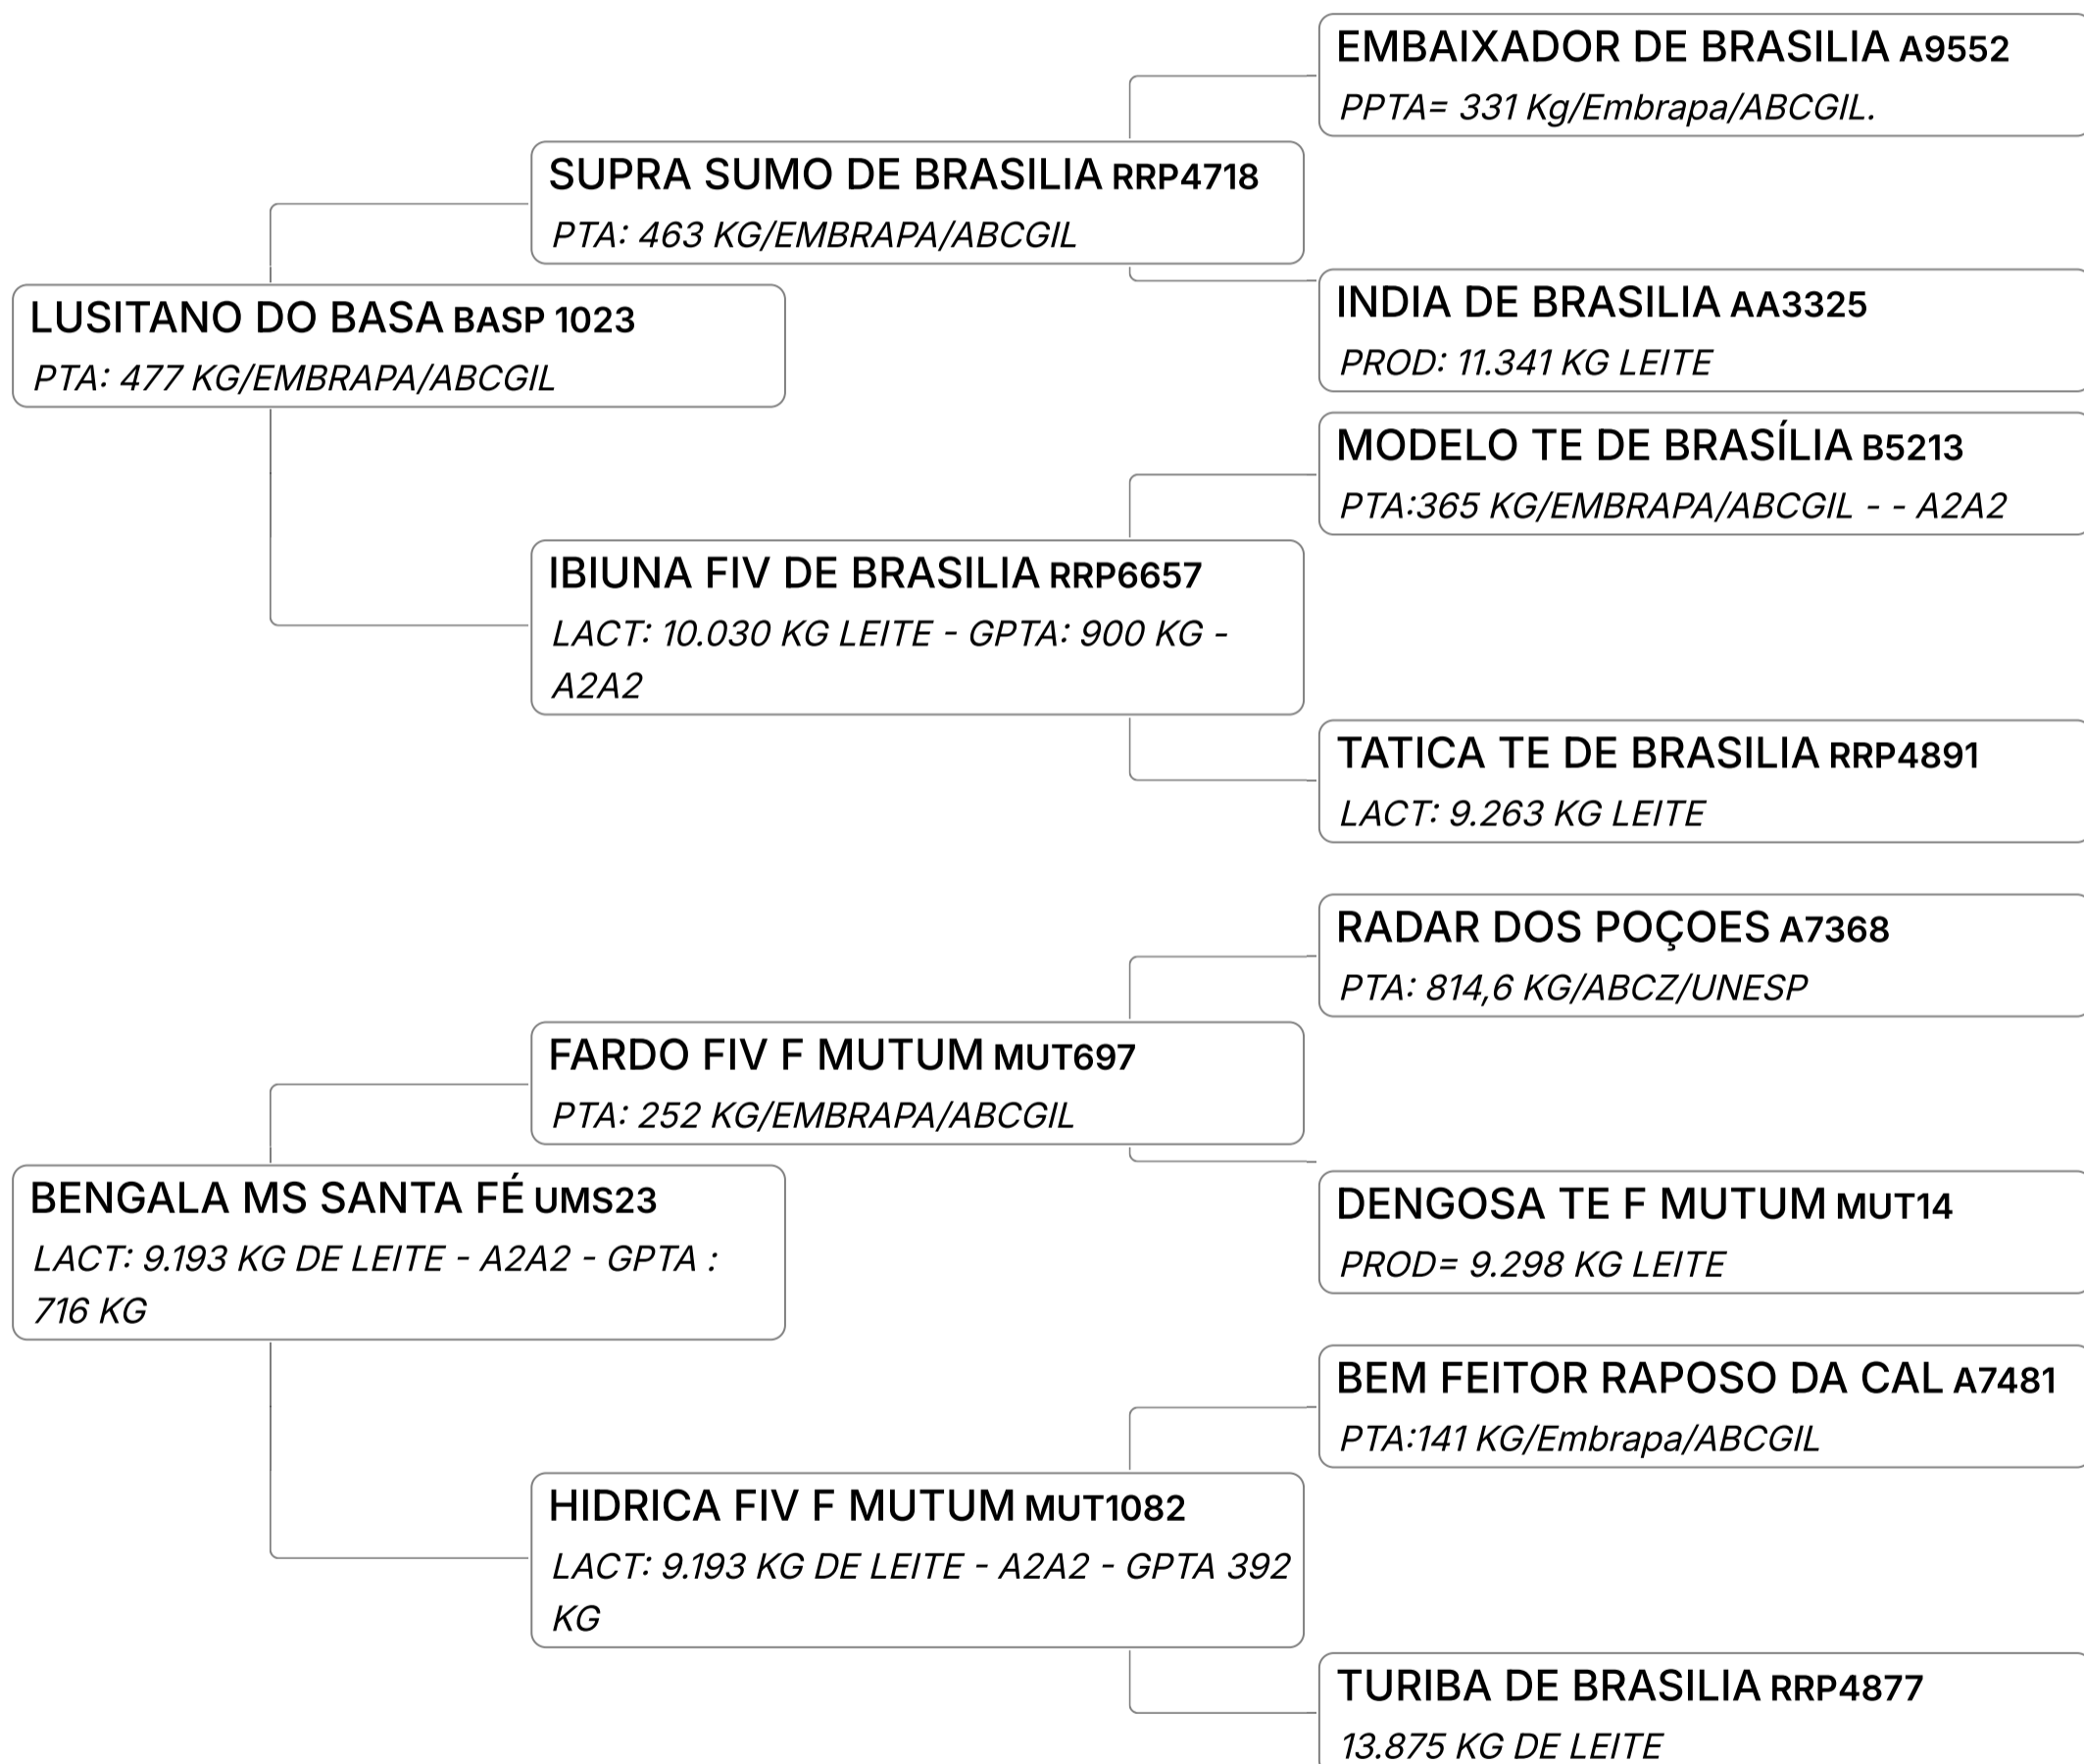 EMBAIXADOR DE BRASILIA A9552
PPTA= 331 Kg/Embrapa/ABCGIL.
SUPRA SUMO DE BRASILIA RRP4718
PTA: 463 KG/EMBRAPA/ABCGIL
INDIA DE BRASILIA AA3325
PROD: 11.341 KG LEITE
LUSITANO DO BASA BASP 1023
PTA: 477 KG/EMBRAPA/ABCGIL
MODELO TE DE BRASÍLIA B5213
PTA:365 KG/EMBRAPA/ABCGIL - - A2A2
IBIUNA FIV DE BRASILIA RRP6657
LACT: 10.030 KG LEITE - GPTA: 900 KG -
A2A2
TATICA TE DE BRASILIA RRP4891
LACT: 9.263 KG LEITE
RADAR DOS POÇOES A7368
PTA: 814,6 KG/ABCZ/UNESP
FARDO FIV F MUTUM MUT697
PTA: 252 KG/EMBRAPA/ABCGIL
DENGOSA TE F MUTUM MUT14
PROD= 9.298 KG LEITE
BENGALA MS SANTA FÉ UMS23
LACT: 9.193 KG DE LEITE - A2A2 - GPTA :
716 KG
BEM FEITOR RAPOSO DA CAL A7481
PTA:141 KG/Embrapa/ABCGIL
HIDRICA FIV F MUTUM MUT1082
LACT: 9.193 KG DE LEITE - A2A2 - GPTA 392
KG
TURIBA DE BRASILIA RRP4877
13.875 KG DE LEITE